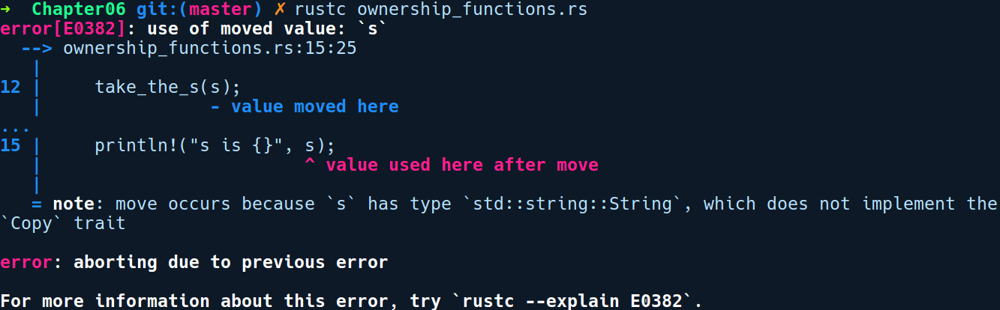 ➜  Chapter06 git:(master) ✗ rustc ownership_functions.rs
error[E0382]: use of moved value: `s`
  --> ownership_functions.rs:15:25
   |
12 |     take_the_s(s);
   |                - value moved here
...
15 |     println!("s is {}", s);
   |                         ^ value used here after move
   |
   = note: move occurs because `s` has type `std::string::String`, which does not implement the
`Copy` trait

error: aborting due to previous error

For more information about this error, try `rustc --explain E0382`.